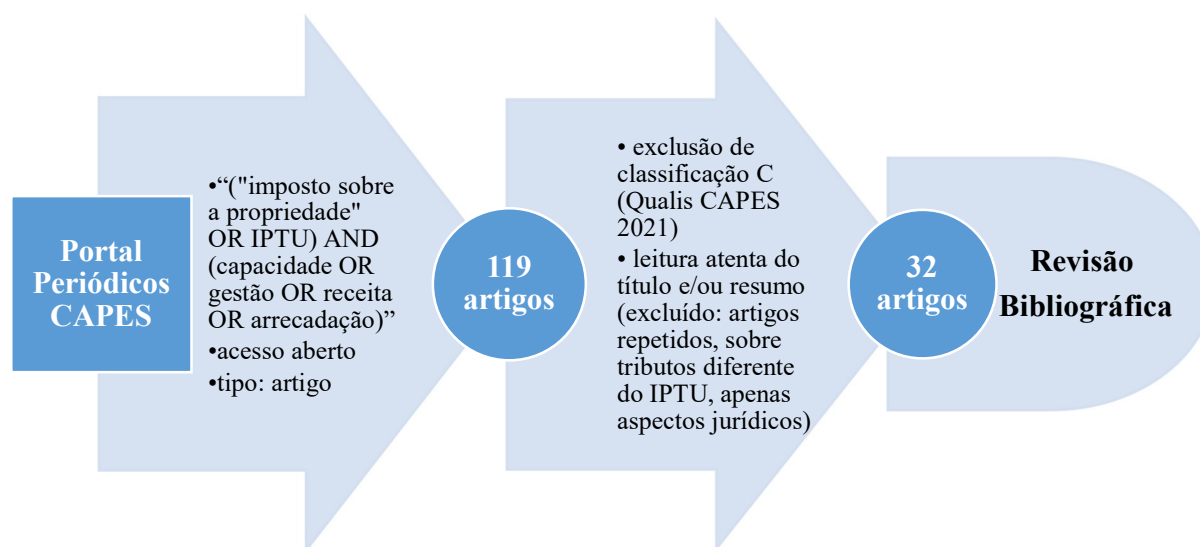 Portal
Periódicos
CAPES
•“("imposto sobre
a propriedade"
OR IPTU) AND
(capacidade OR
gestão OR receita
OR arrecadação)”
•acesso aberto
•tipo: artigo
119
artigos
• exclusão de
classificação C
(Qualis CAPES
2021)
• leitura atenta do
título e/ou resumo
(excluído: artigos
repetidos, sobre
tributos diferente
do IPTU, apenas
aspectos jurídicos)
32
artigos
Revisão
Bibliográfica